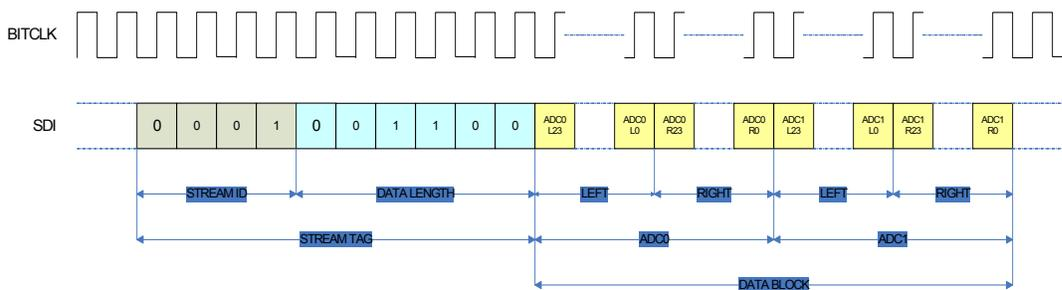 BITCLK
SDI
0 0 0 1 0 0 1 1 0 0
ADC0 L23
ADC0 L0
ADC0 R23
ADC0 R0
ADC1 L23
ADC1 L0
ADC1 R23
ADC1 R0
STREAM ID DATA LENGTH LEFT RIGHT LEFT RIGHT
STREAM TAG ADC0 ADC1
DATA BLOCK